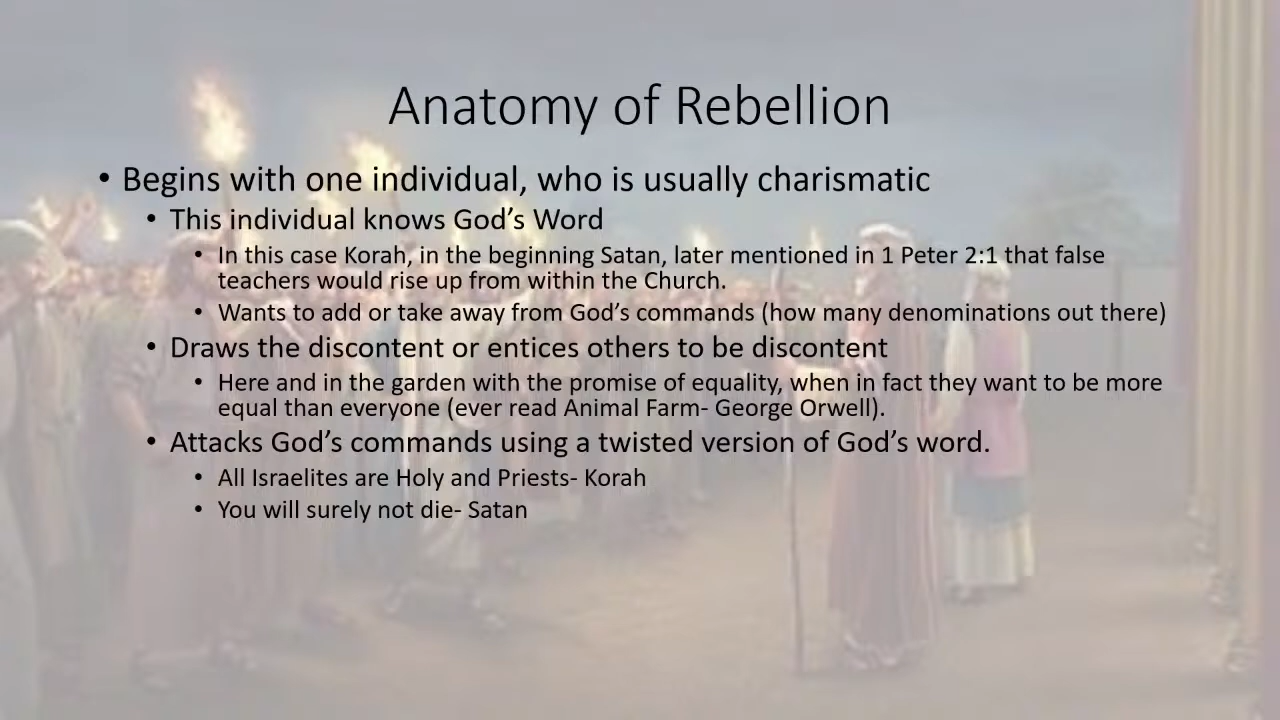 Anatomy of Rebellion
• Begins with one individual, who is usually charismatic
• This individual knows God’s Word
• In this case Korah, in the beginning Satan, later mentioned in 1 Peter 2:1 that false
teachers would rise up from within the Church.
• Wants to add or take away from God’s commands (how many denominations out there)
• Draws the discontent or entices others to be discontent
• Here and in the garden with the promise of equality, when in fact they want to be more
equal than everyone (ever read Animal Farm- George Orwell).
• Attacks God’s commands using a twisted version of God’s word.
• All Israelites are Holy and Priests- Korah
• You will surely not die- Satan